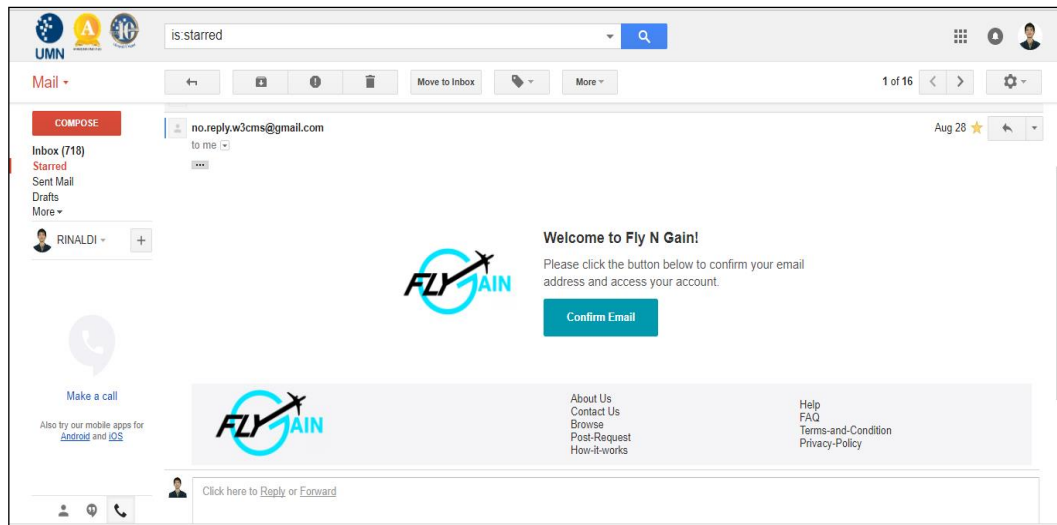 UMN
is:starred
Mail
Move to Inbox
More
1 of 16
COMPOSE
Inbox (718)
Starred
Sent Mail
Drafts
More
RINALDI
+
Make a call
Also try our mobile apps for
Android and iOS
no.reply.w3cms@gmail.com
Aug 28
to me
Welcome to Fly N Gain!
Please click the button below to confirm your email
address and access your account.
Confirm Email
FLY GAIN
FLY GAIN
About Us
Contact Us
Browse
Post-Request
How-it-works
Help
FAQ
Terms-and-Condition
Privacy-Policy
Click here to Reply or Forward